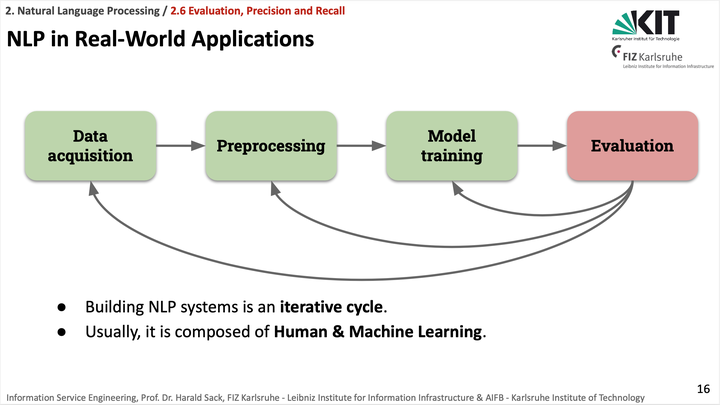 2. Natural Language Processing / 2.6 Evaluation, Precision and Recall
NLP in Real-World Applications
KIT
Karlsruher Institut für Technologie
FIZ Karlsruhe
Leibniz Institute for Information Infrastructure
Data
acquisition
Preprocessing
Model
training
Evaluation
● Building NLP systems is an iterative cycle.
● Usually, it is composed of Human & Machine Learning.
16
Information Service Engineering, Prof. Dr. Harald Sack, FIZ Karlsruhe - Leibniz Institute for Information Infrastructure & AIFB - Karlsruhe Institute of Technology